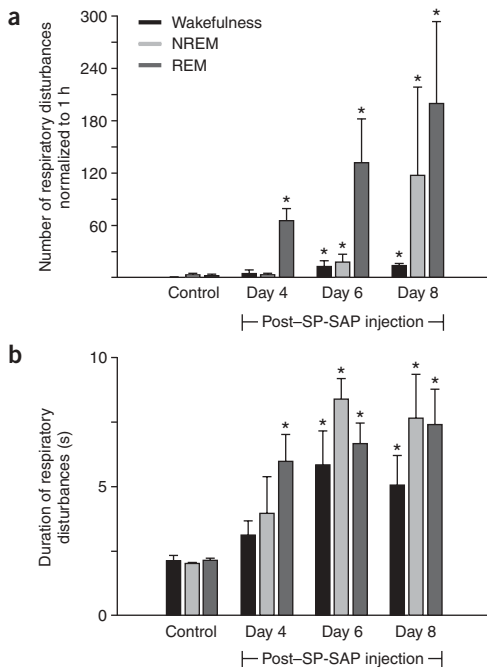 a
Wakefulness
NREM
REM
Number of respiratory disturbances
normalized to 1 h
300
240
180
120
60
*
*
*
*
*
*
*
Control
Day 4
Day 6
Day 8
Post–SP-SAP injection
b
Duration of respiratory
disturbances (s)
10
5
0
*
*
*
*
*
*
*
Control
Day 4
Day 6
Day 8
Post–SP-SAP injection